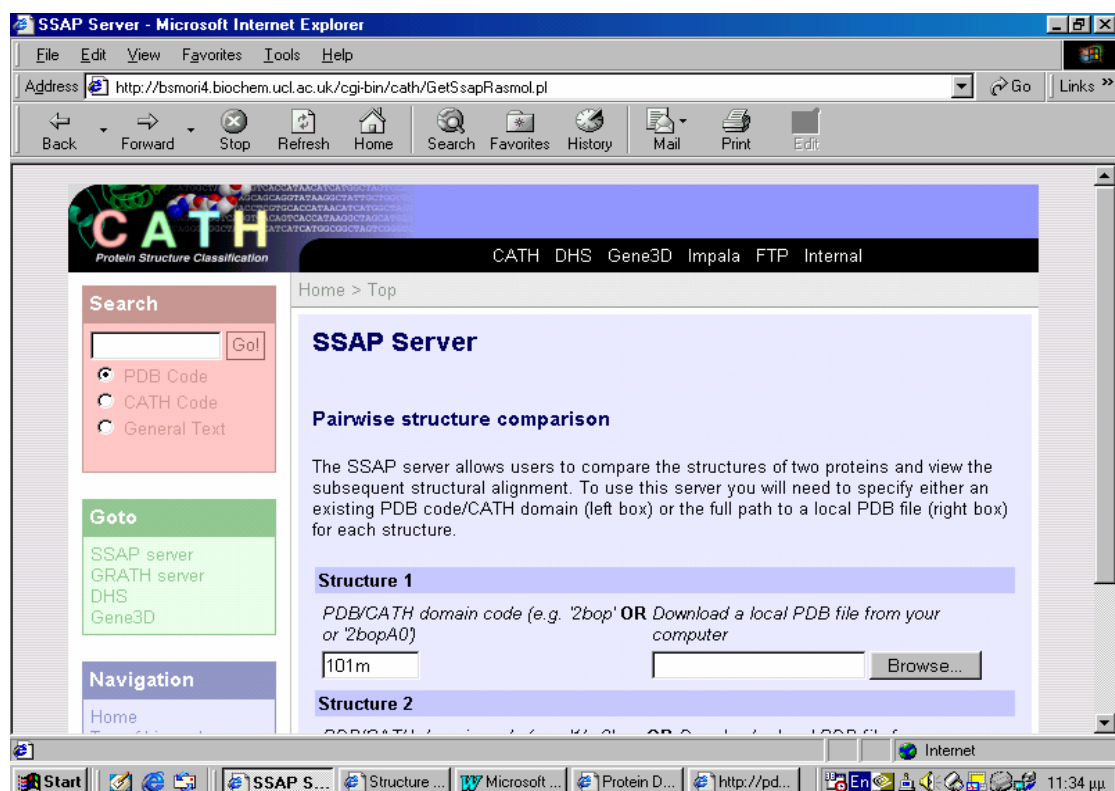 SSAP Server - Microsoft Internet Explorer
File Edit View Favorites Tools Help
Address http://bsmori4.biochem.ucl.ac.uk/cgi-bin/cath/GetSsapRasmol.pl Go Links »
Back Forward Stop Refresh Home Search Favorites History Mail Print Edit
CATH
Protein Structure Classification
CATH DHS Gene3D Impala FTP Internal
Home > Top
Search
Go!
PDB Code
CATH Code
General Text
Goto
SSAP server
GRATH server
DHS
Gene3D
Navigation
Home
SSAP Server
Pairwise structure comparison
The SSAP server allows users to compare the structures of two proteins and view the
subsequent structural alignment. To use this server you will need to specify either an
existing PDB code/CATH domain (left box) or the full path to a local PDB file (right box)
for each structure.
Structure 1
PDB/CATH domain code (e.g. '2bop' OR Download a local PDB file from your
or '2bopA0') computer
101m Browse...
Structure 2
Internet
Start SSAP S... Structure ... Microsoft ... Protein D... http://pd... En 11:34 μμ